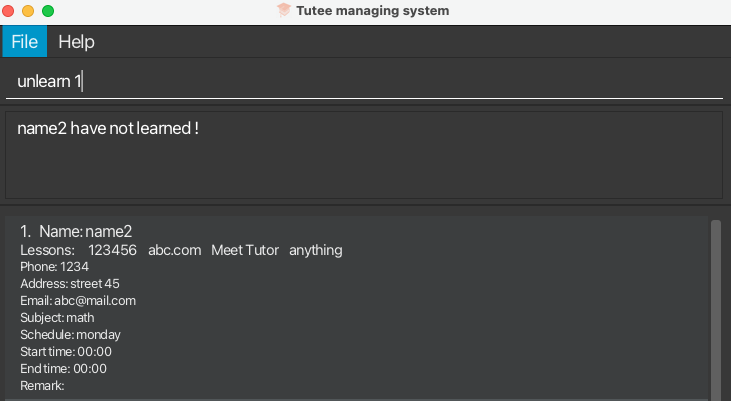 Tutee managing system
File Help
unlearn 1
name2 have not learned !
1. Name: name2
Lessons: 123456 abc.com Meet Tutor anything
Phone: 1234
Address: street 45
Email: abc@mail.com
Subject: math
Schedule: monday
Start time: 00:00
End time: 00:00
Remark: